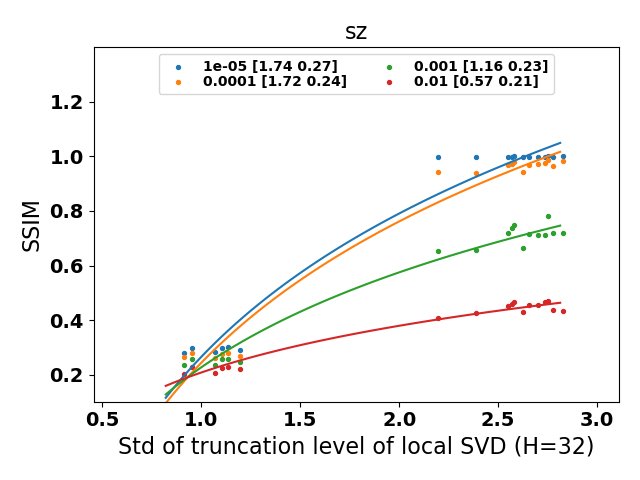 sz
1e-05 [1.74 0.27]
0.0001 [1.72 0.24]
0.001 [1.16 0.23]
0.01 [0.57 0.21]
SSIM
1.2
1.0
0.8
0.6
0.4
0.2
0.5 1.0 1.5 2.0 2.5 3.0
Std of truncation level of local SVD (H=32)